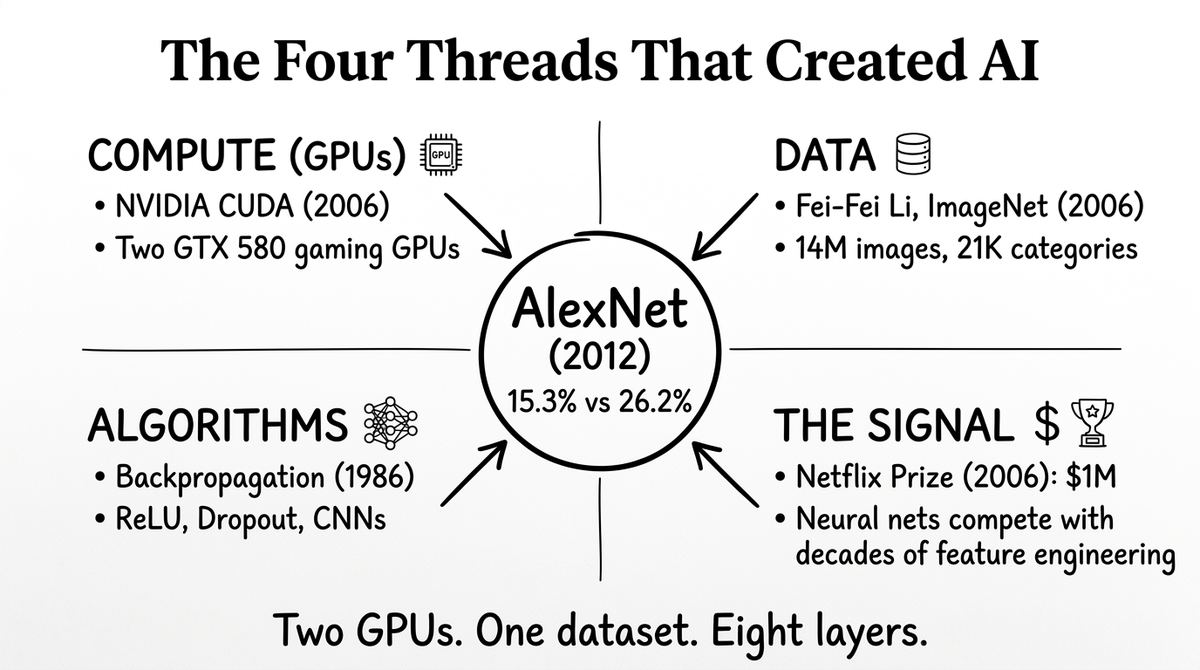 The Four Threads That Created AI
COMPUTE (GPUs)
GPU
• NVIDIA CUDA (2006)
• Two GTX 580 gaming GPUs
DATA
• Fei-Fei Li, ImageNet (2006)
• 14M images, 21K categories
AlexNet
(2012)
15.3% vs 26.2%
ALGORITHMS
• Backpropagation (1986)
• ReLU, Dropout, CNNs
THE SIGNAL $
• Netflix Prize (2006): $1M
• Neural nets compete with
decades of feature engineering
Two GPUs. One dataset. Eight layers.